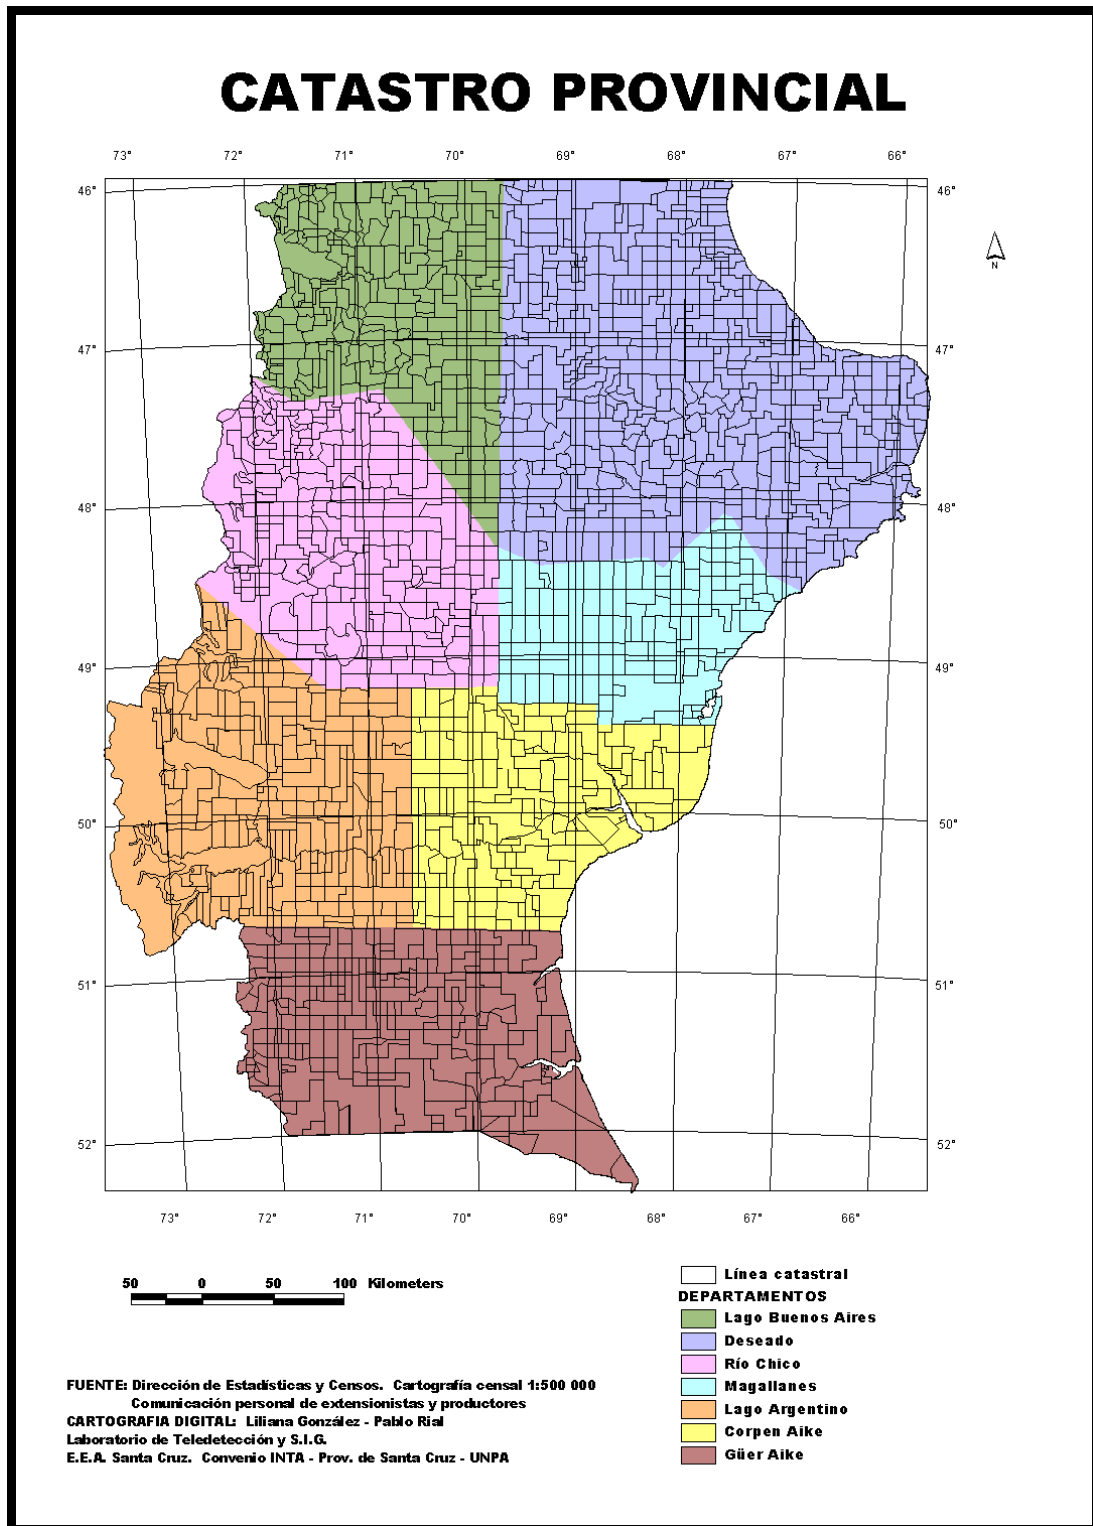 CATASTRO PROVINCIAL
73° 72° 71° 70° 69° 68° 66°
46° 46°
N
47° 47°
48° 48°
49° 49°
50° 50°
51° 51°
52° 52°
73° 72° 71° 70° 69° 68° 67° 66°
50 0 50 100 Kilometers
Línea catastral
DEPARTAMENTOS
Lago Buenos Aires
Deseado
Río Chico
Magallanes
Lago Argentino
Corpen Aike
Güer Aike
FUENTE: Dirección de Estadísticas y Censos. Cartografía censal 1:500 000
Comunicación personal de extensionistas y productores
CARTOGRAFIA DIGITAL: Liliana González - Pablo Rial
Laboratorio de Teledetección y S.I.G.
E.E.A. Santa Cruz. Convenio INTA - Prov. de Santa Cruz - UNPA